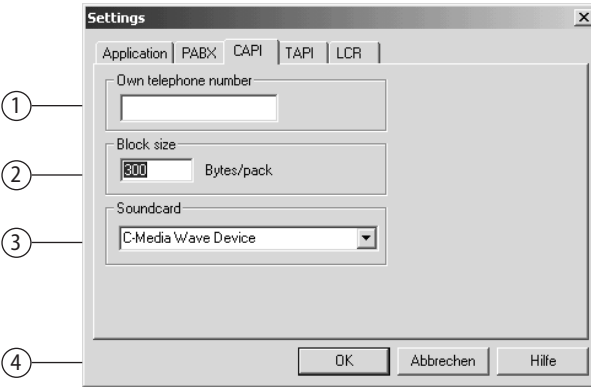 Settings
Application PABX CAPI TAPI LCR
Own telephone number
1
Block size
2
300 Bytes/pack
Soundcard
3
C-Media Wave Device
4
OK Abbrechen Hilfe